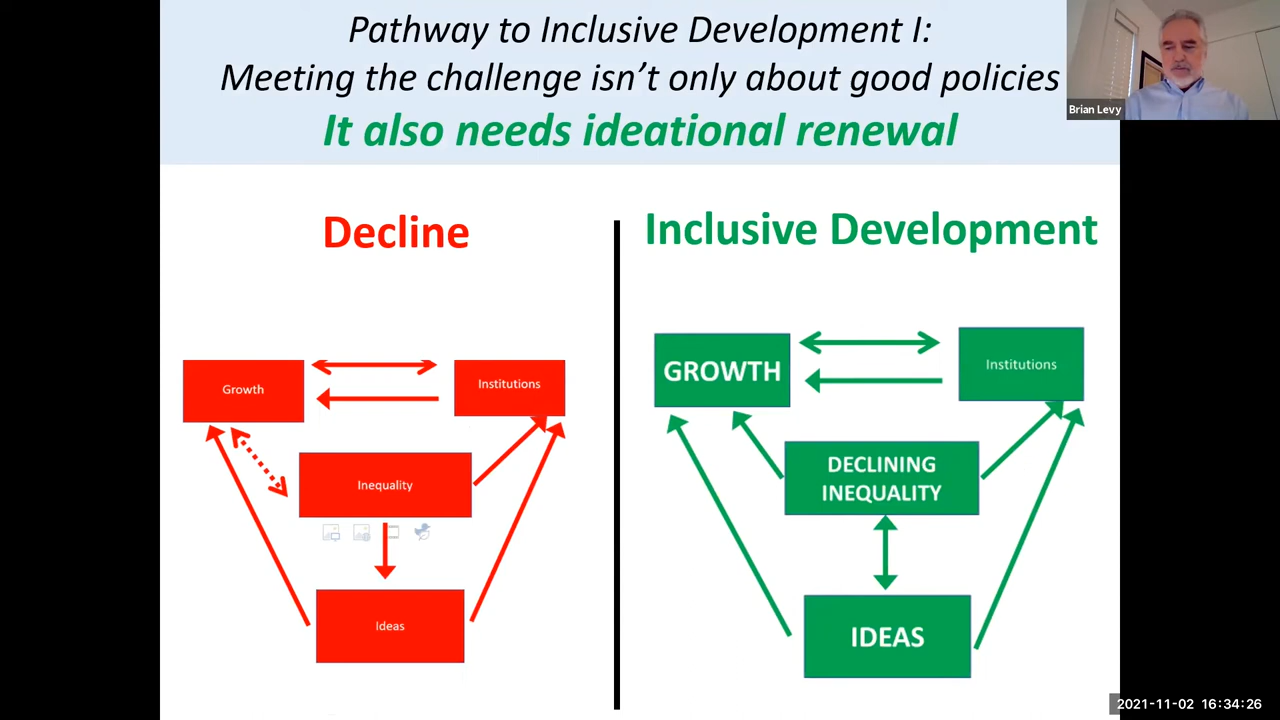 Pathway to Inclusive Development I:
Meeting the challenge isn't only about good policies
It also needs ideational renewal
Brian Levy
Decline
Inclusive Development
Growth
Institutions
Inequality
Ideas
GROWTH
Institutions
DECLINING
INEQUALITY
IDEAS
2021-11-02 16:34:26